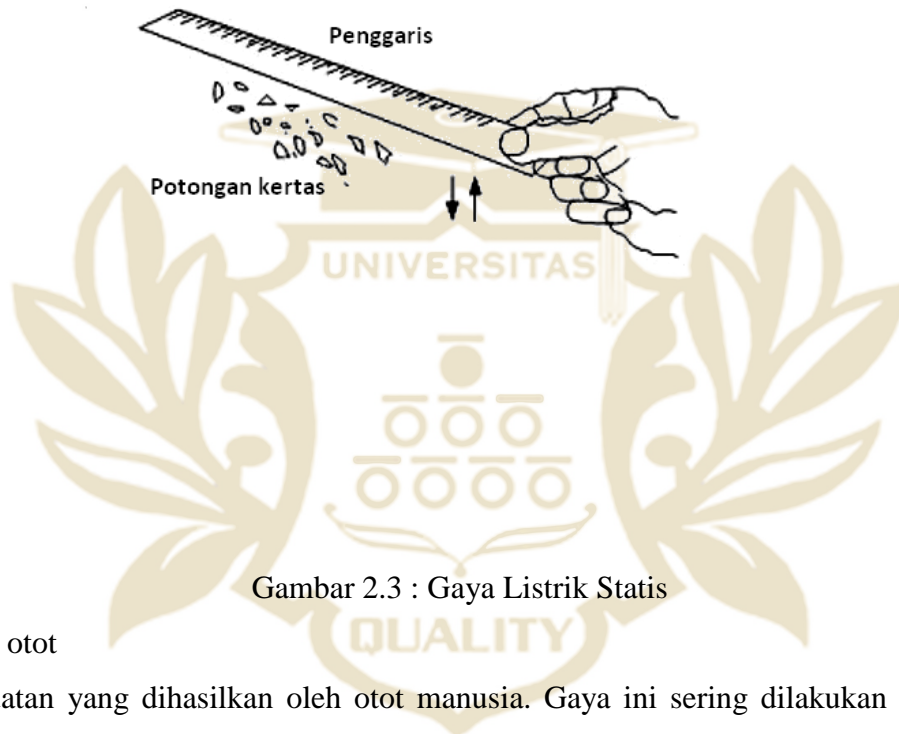 Penggaris
Potongan kertas
UNIVERSITAS
Gambar 2.3 : Gaya Listrik Statis
QUALITY
otot
yang dihasilkan oleh otot manusia. Gaya ini sering dilakukan